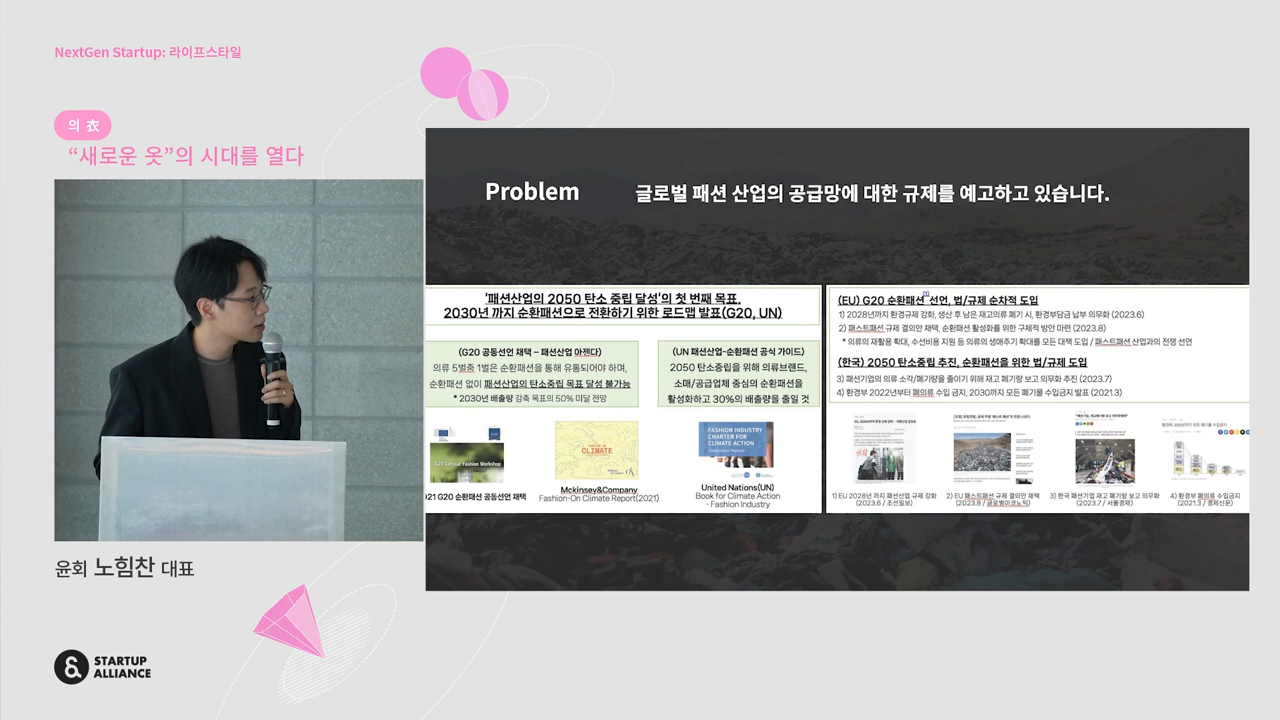 NextGen Startup: 라이프스타일
의 衣
“새로운 옷”의 시대를 열다
윤회 노힘찬 대표
STARTUP
ALLIANCE
Problem
글로벌 패션 산업의 공급망에 대한 규제를 예고하고 있습니다.
'패션산업의 2050 탄소 중립 달성'의 첫 번째 목표.
2030년 까지 순환패션으로 전환하기 위한 로드맵 발표(G20, UN)
(G20 공동선언 채택 – 패션산업 아젠다)
의류 5벌중 1벌은 순환패션을 통해 유통되어야 하며,
순환패션 없이 패션산업의 탄소중립 목표 달성 불가능
* 2030년 배출량 감축 목표의 50% 미달 전망
(UN 패션산업-순환패션 공식 가이드)
2050 탄소중립을 위해 의류브랜드,
소매/공급업체 중심의 순환패션을
활성화하고 30%의 배출량을 줄일 것
G20 Circular Fashion Workshop
CLIMATE
FASHION INDUSTRY
CHARTER FOR
CLIMATE ACTION
21 G20 순환패션 공동선언 채택
Mckinsey&Company
Fashion-On Climate Report(2021)
United Nations(UN)
Book for Climate Action
- Fashion Industry
(EU) G20 순환패션 선언, 법/규제 순차적 도입
1) 2028년까지 환경규제 강화, 생산 후 남은 재고의류 폐기 시, 환경부담금 납부 의무화 (2023.6)
2) 패스트패션 규제 결의안 채택, 순환패션 활성화를 위한 구체적 방안 마련 (2023.8)
* 의류의 재활용 확대, 수선비용 지원 등 의류의 생애주기 확대를 모든 대책 도입 / 패스트패션 산업과의 전쟁 선언
(한국) 2050 탄소중립 추진, 순환패션을 위한 법/규제 도입
3) 패션기업의 의류 소각/폐기량을 줄이기 위해 재고 폐기량 보고 의무화 추진 (2023.7)
4) 환경부 2022년부터 폐의류 수입 금지, 2030까지 모든 폐기물 수입금지 발표 (2021.3)
1) EU 2028년 까지 패션산업 규제 강화
(2023.6 / 조선일보)
2) EU 패스트패션 규제 결의안 채택
(2023.8 / 글로벌이코노믹)
3) 한국 패션기업 재고 폐기량 보고 의무화
(2023.7 / 서울경제)
4) 환경부 폐의류 수입금지
(2021.3 / 경제신문)